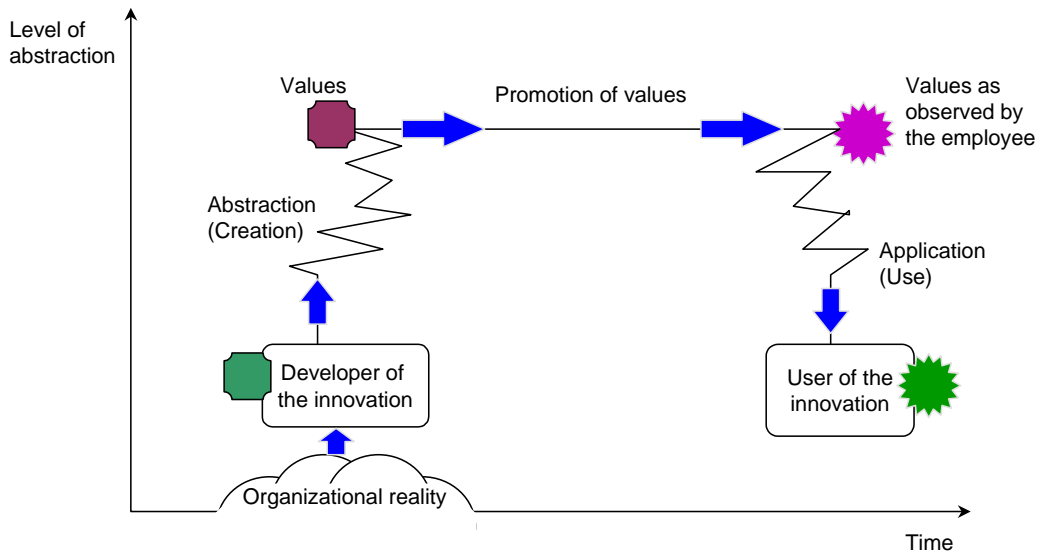 Level of
abstraction
Values
Promotion of values
Values as
observed by
the employee
Abstraction
(Creation)
Application
(Use)
Developer of
the innovation
User of the
innovation
Organizational reality
Time